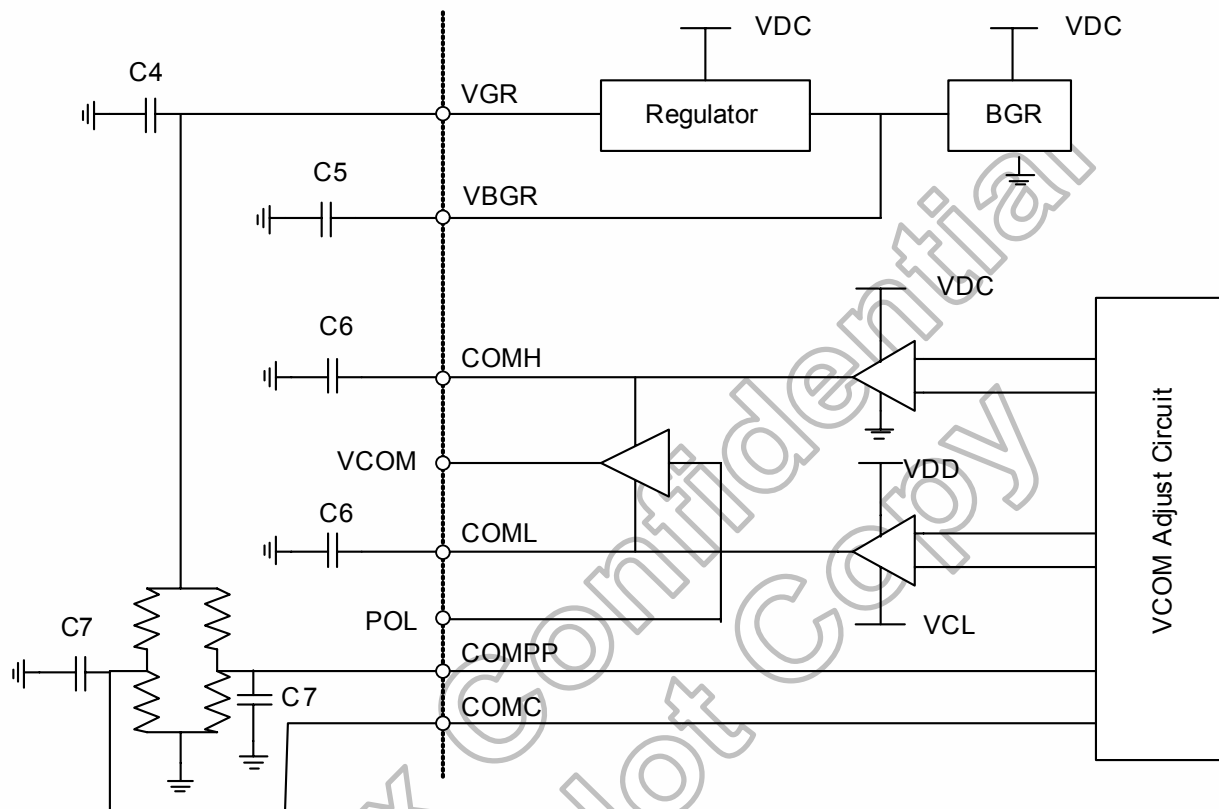 VDC
VDC
C4
VGR
Regulator
BGR
C5
VBGR
VDC
C6
COMH
VCOM
VDD
C6
COML
POL
VCL
C7
COMPP
C7
COMC
VCOM Adjust Circuit
x Confidential
Not Copy